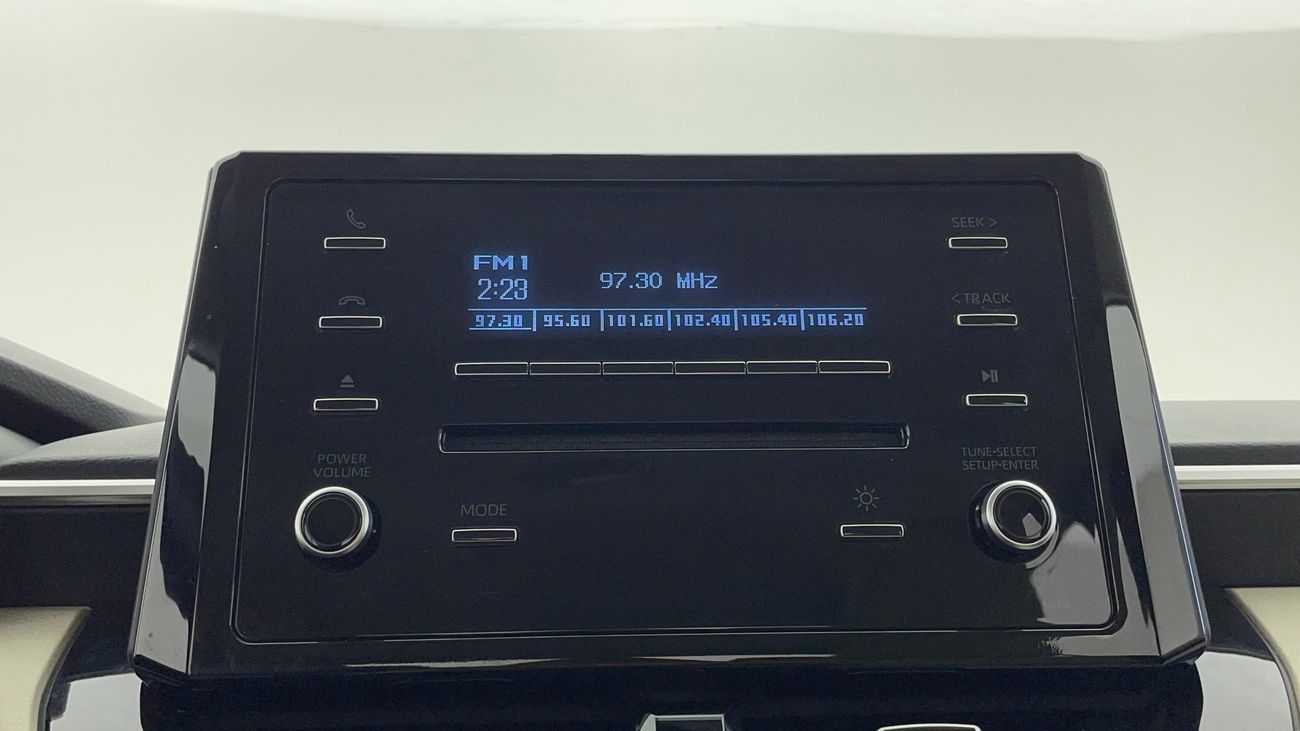 SEEK >
FM1
2:23
97.30 MHz
97.30 95.60 101.60 102.40 105.40 106.20
< TRACK
POWER
VOLUME
TUNE•SELECT
SETUP•ENTER
MODE